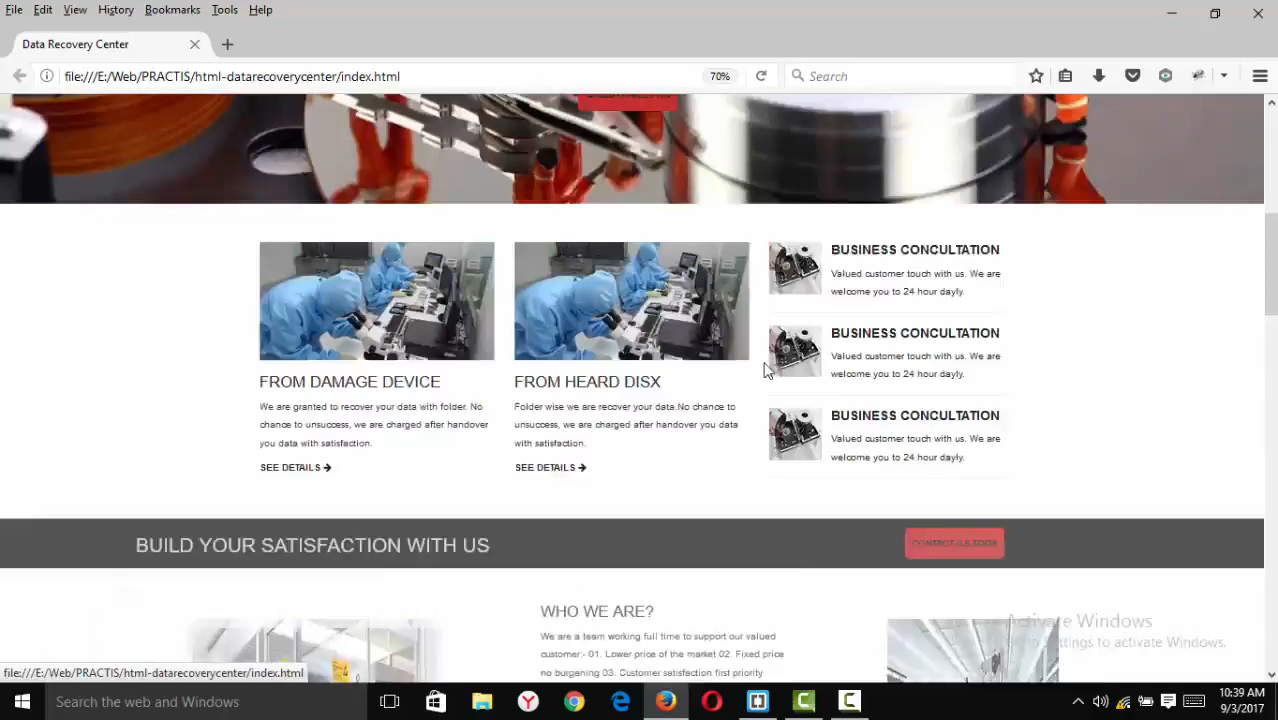 File Edit View History Bookmarks Tools Help
Data Recovery Center
file:///E:/Web/PRACTIS/html-datarecoverycenter/index.html 70% Search
BUSINESS CONCULTATION
Valued customer touch with us. We are
welcome you to 24 hour dayly.
BUSINESS CONCULTATION
Valued customer touch with us. We are
welcome you to 24 hour dayly.
BUSINESS CONCULTATION
Valued customer touch with us. We are
welcome you to 24 hour dayly.
FROM DAMAGE DEVICE
We are granted to recover your data with folder. No
chance to unsuccess, we are charged after handover
you data with satisfaction.
SEE DETAILS
FROM HEARD DISX
Folder wise we are recover your data.No chance to
unsuccess, we are charged after handover you data
with satisfaction.
SEE DETAILS
BUILD YOUR SATISFACTION WITH US
WHO WE ARE?
We are a team working full time to support our valued
customer:- 01. Lower price of the market 02. Fixed price
no burgaining 03. Customer satisfaction first priority
Activate Windows
Settings to activate Windows.
file:///E:/Web/PRACTIS/html-datarecoverycenter/index.html
Search the web and Windows
10:39 AM
9/3/2017